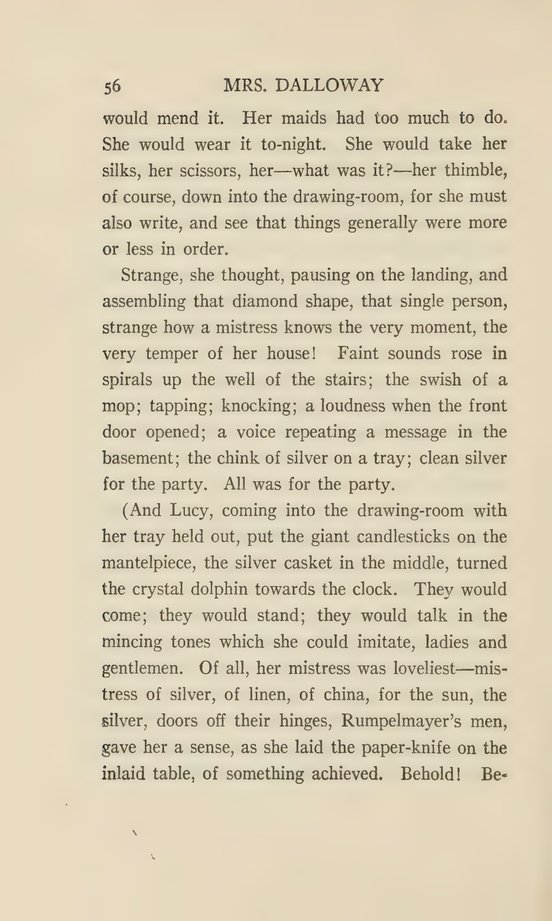 56 MRS. DALLOWAY
would mend it. Her maids had too much to do.
She would wear it to-night. She would take her
silks, her scissors, her—what was it?—her thimble,
of course, down into the drawing-room, for she must
also write, and see that things generally were more
or less in order.
Strange, she thought, pausing on the landing, and
assembling that diamond shape, that single person,
strange how a mistress knows the very moment, the
very temper of her house! Faint sounds rose in
spirals up the well of the stairs; the swish of a
mop; tapping; knocking; a loudness when the front
door opened; a voice repeating a message in the
basement; the chink of silver on a tray; clean silver
for the party. All was for the party.
(And Lucy, coming into the drawing-room with
her tray held out, put the giant candlesticks on the
mantelpiece, the silver casket in the middle, turned
the crystal dolphin towards the clock. They would
come; they would stand; they would talk in the
mincing tones which she could imitate, ladies and
gentlemen. Of all, her mistress was loveliest—mis-
tress of silver, of linen, of china, for the sun, the
silver, doors off their hinges, Rumpelmayer's men,
gave her a sense, as she laid the paper-knife on the
inlaid table, of something achieved. Behold! Be-